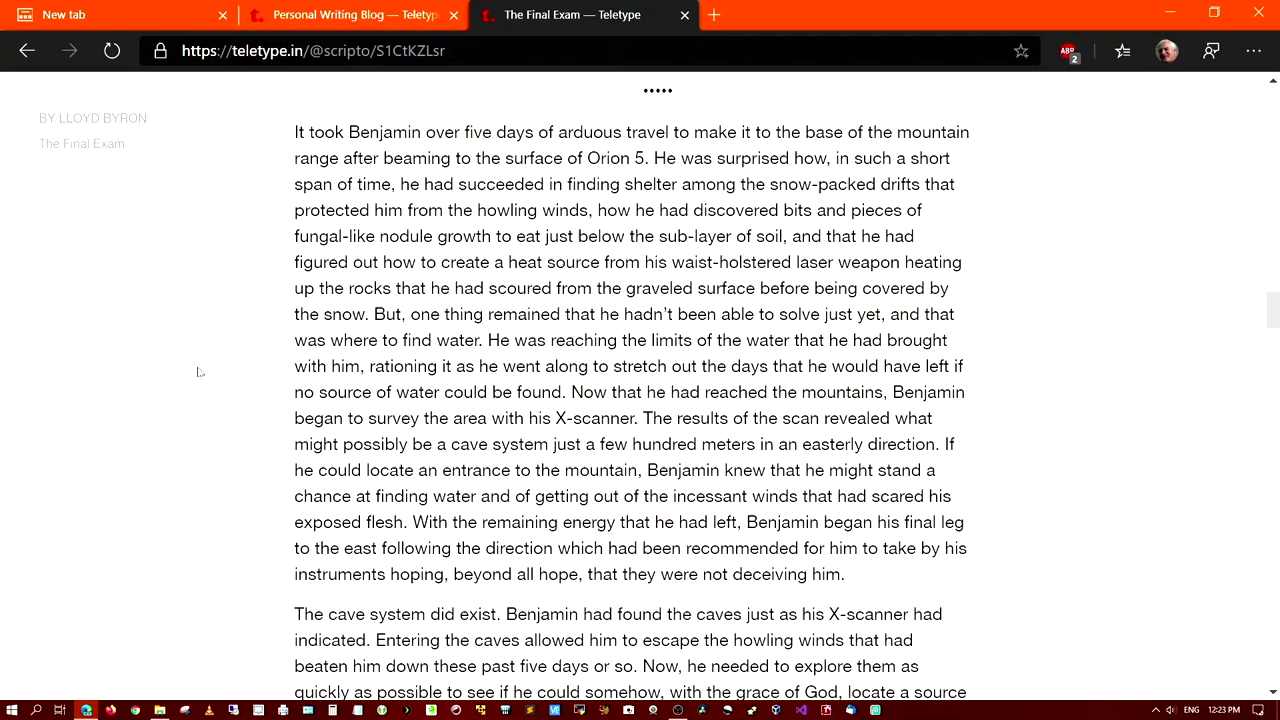 New tab
Personal Writing Blog — Teletyp
The Final Exam — Teletype
https://teletype.in/@scripto/S1CtKZLsr
ABP
2
•••••
BY LLOYD BYRON
The Final Exam
It took Benjamin over five days of arduous travel to make it to the base of the mountain
range after beaming to the surface of Orion 5. He was surprised how, in such a short
span of time, he had succeeded in finding shelter among the snow-packed drifts that
protected him from the howling winds, how he had discovered bits and pieces of
fungal-like nodule growth to eat just below the sub-layer of soil, and that he had
figured out how to create a heat source from his waist-holstered laser weapon heating
up the rocks that he had scoured from the graveled surface before being covered by
the snow. But, one thing remained that he hadn’t been able to solve just yet, and that
was where to find water. He was reaching the limits of the water that he had brought
with him, rationing it as he went along to stretch out the days that he would have left if
no source of water could be found. Now that he had reached the mountains, Benjamin
began to survey the area with his X-scanner. The results of the scan revealed what
might possibly be a cave system just a few hundred meters in an easterly direction. If
he could locate an entrance to the mountain, Benjamin knew that he might stand a
chance at finding water and of getting out of the incessant winds that had scared his
exposed flesh. With the remaining energy that he had left, Benjamin began his final leg
to the east following the direction which had been recommended for him to take by his
instruments hoping, beyond all hope, that they were not deceiving him.
The cave system did exist. Benjamin had found the caves just as his X-scanner had
indicated. Entering the caves allowed him to escape the howling winds that had
beaten him down these past five days or so. Now, he needed to explore them as
quickly as possible to see if he could somehow, with the grace of God, locate a source
ENG
12:23 PM